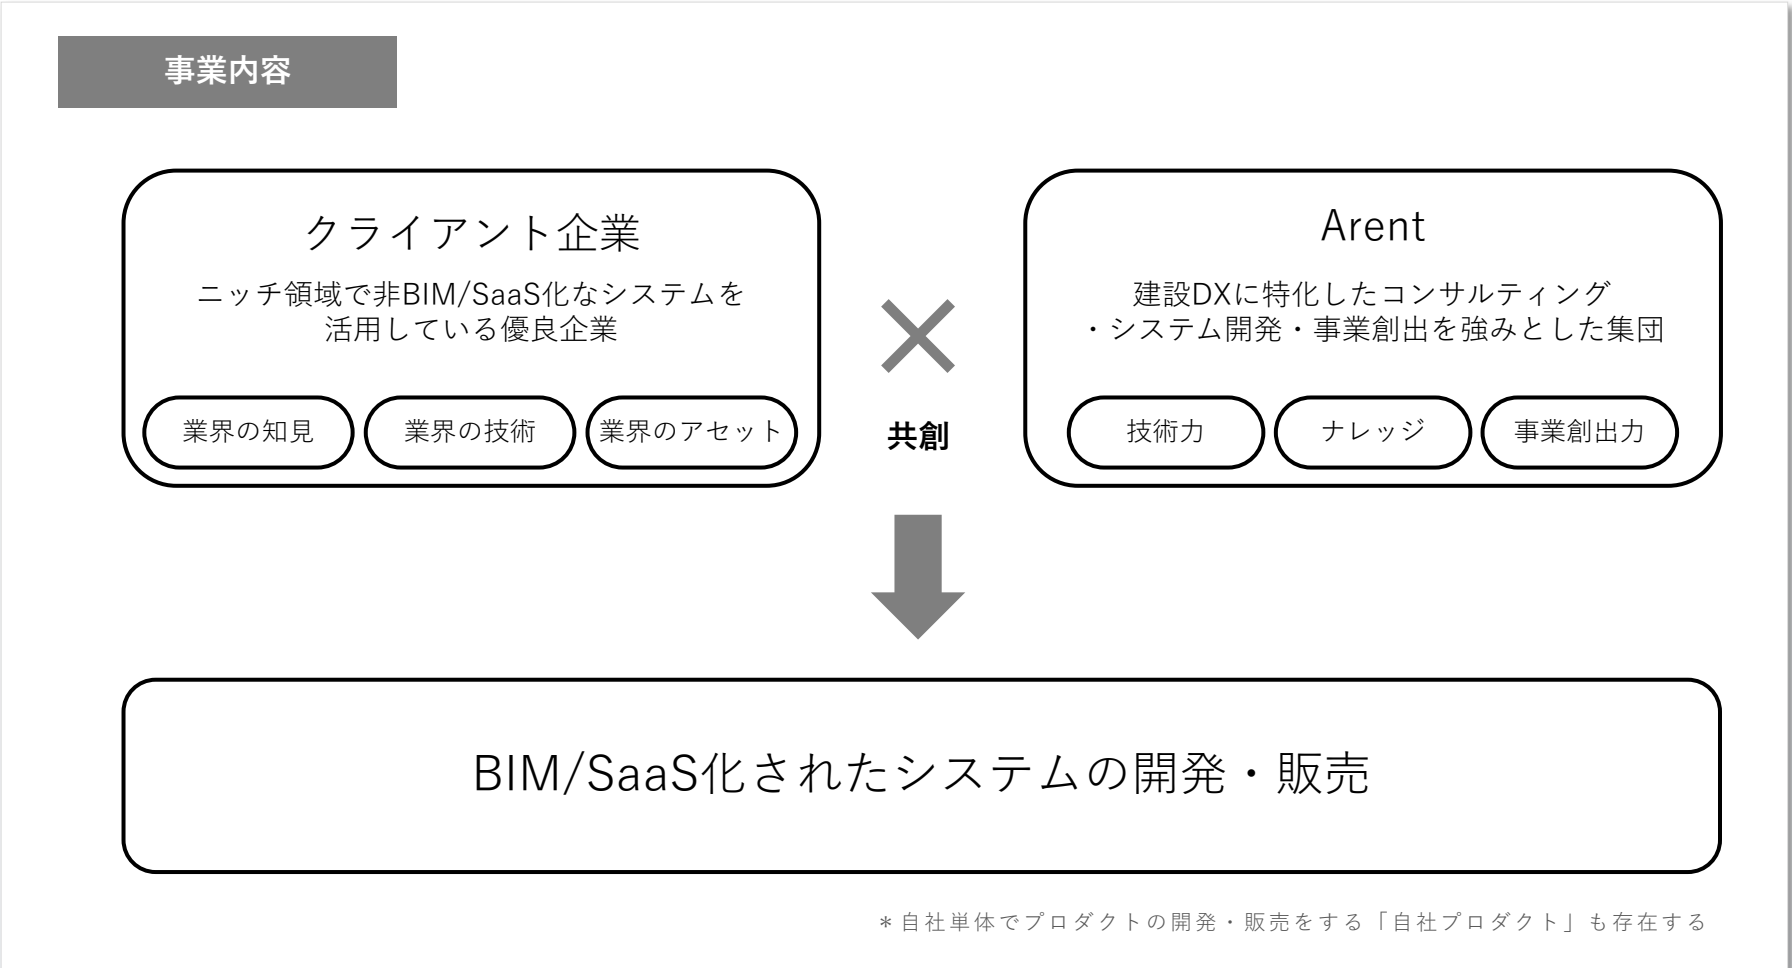 事業内容
クライアント企業
ニッチ領域で非BIM/SaaS化なシステムを
活用している優良企業
業界の知見
業界の技術
業界のアセット
共創
Arent
建設DXに特化したコンサルティング
・システム開発・事業創出を強みとした集団
技術力
ナレッジ
事業創出力
BIM/SaaS化されたシステムの開発・販売
＊自社単体でプロダクトの開発・販売をする「自社プロダクト」も存在する